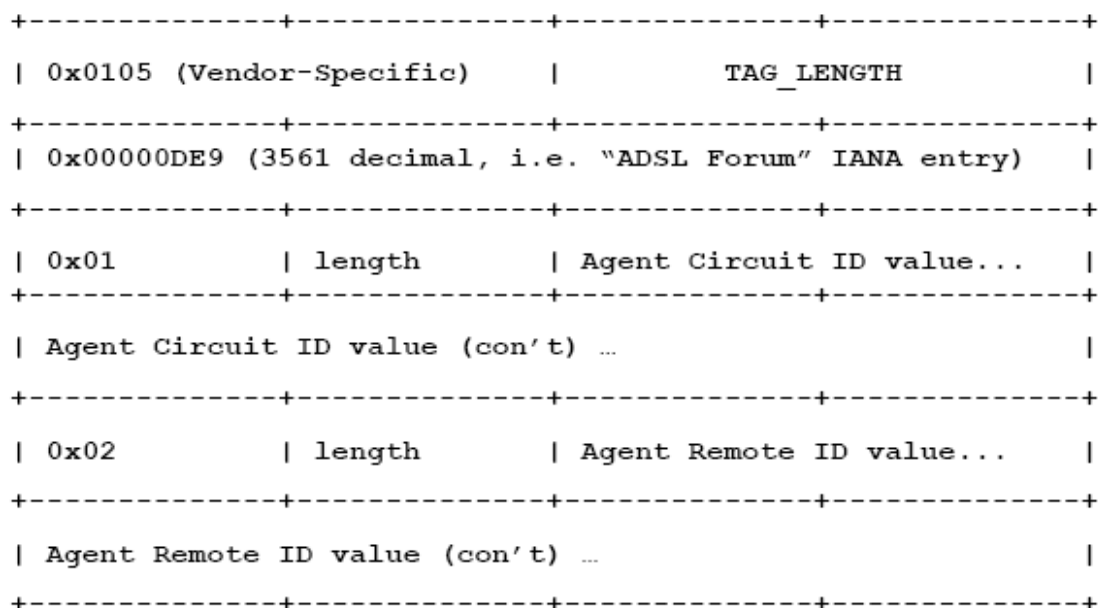 +--------------+--------------+--------------+--------------+
| 0x0105 (Vendor-Specific) | TAG_LENGTH |
+--------------+--------------+--------------+--------------+
| 0x00000DE9 (3561 decimal, i.e. “ADSL Forum” IANA entry) |
+--------------+--------------+--------------+--------------+
| 0x01 | length | Agent Circuit ID value... |
+--------------+--------------+--------------+--------------+
| Agent Circuit ID value (con’t) … |
+--------------+--------------+--------------+--------------+
| 0x02 | length | Agent Remote ID value... |
+--------------+--------------+--------------+--------------+
| Agent Remote ID value (con’t) … |
+--------------+--------------+--------------+--------------+